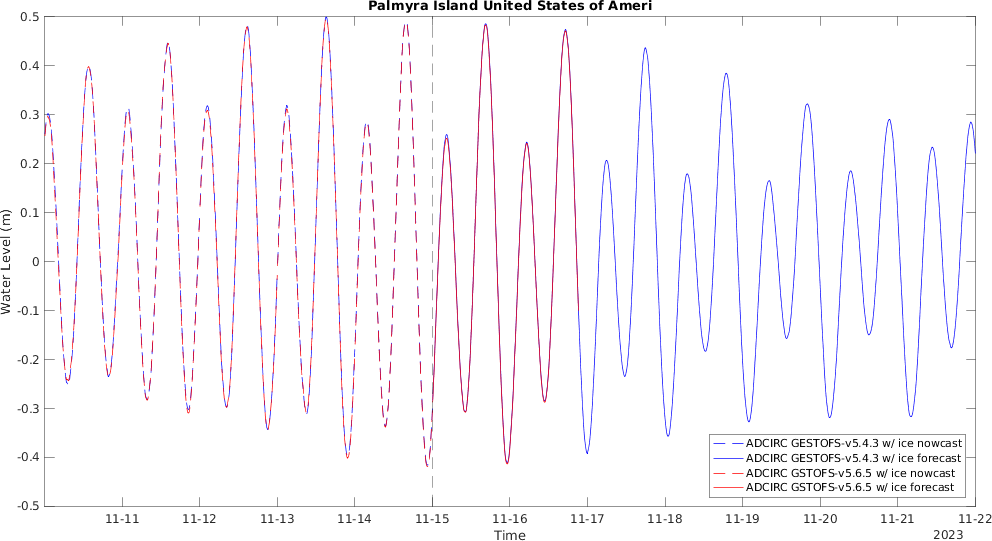 Palmyra Island United States of Ameri
0.5
0.4
0.3
0.2
0.1
0
-0.1
-0.2
-0.3
-0.4
-0.5
Water Level (m)
ADCIRC GESTOFS-v5.4.3 w/ ice nowcast
ADCIRC GESTOFS-v5.4.3 w/ ice forecast
ADCIRC GSTOFS-v5.6.5 w/ ice nowcast
ADCIRC GSTOFS-v5.6.5 w/ ice forecast
11-11 11-12 11-13 11-14 11-15 11-16 11-17 11-18 11-19 11-20 11-21 11-22
Time
2023